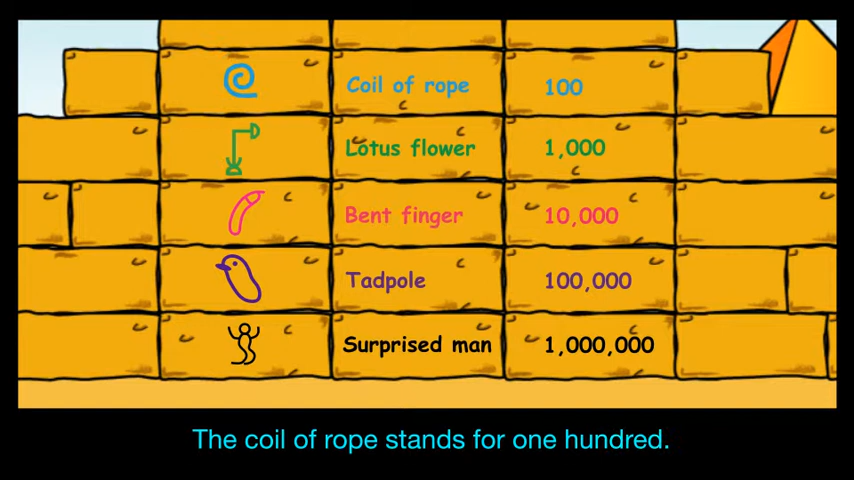 Coil of rope 100
Lotus flower 1,000
Bent finger 10,000
Tadpole 100,000
Surprised man 1,000,000
The coil of rope stands for one hundred.